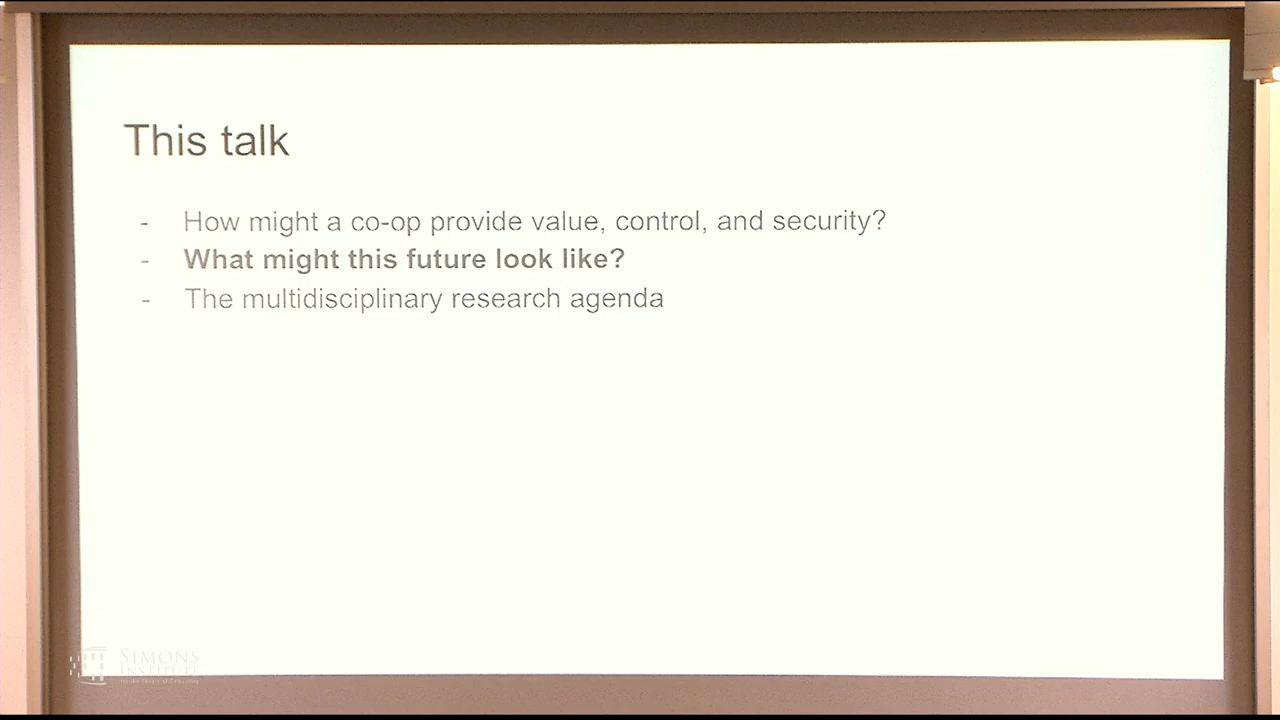 This talk
- How might a co-op provide value, control, and security?
- What might this future look like?
- The multidisciplinary research agenda
SIMONS
INSTITUTE